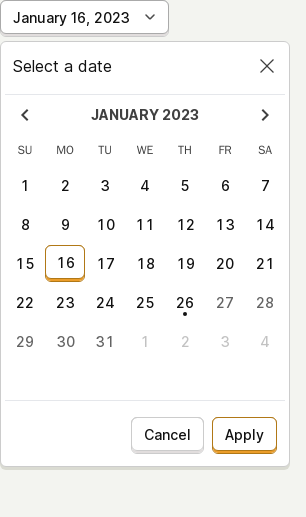 January 16, 2023
Select a date
JANUARY 2023
SU MO TU WE TH FR SA
1 2 3 4 5 6 7
8 9 10 11 12 13 14
15 16 17 18 19 20 21
22 23 24 25 26 27 28
29 30 31 1 2 3 4
Cancel Apply